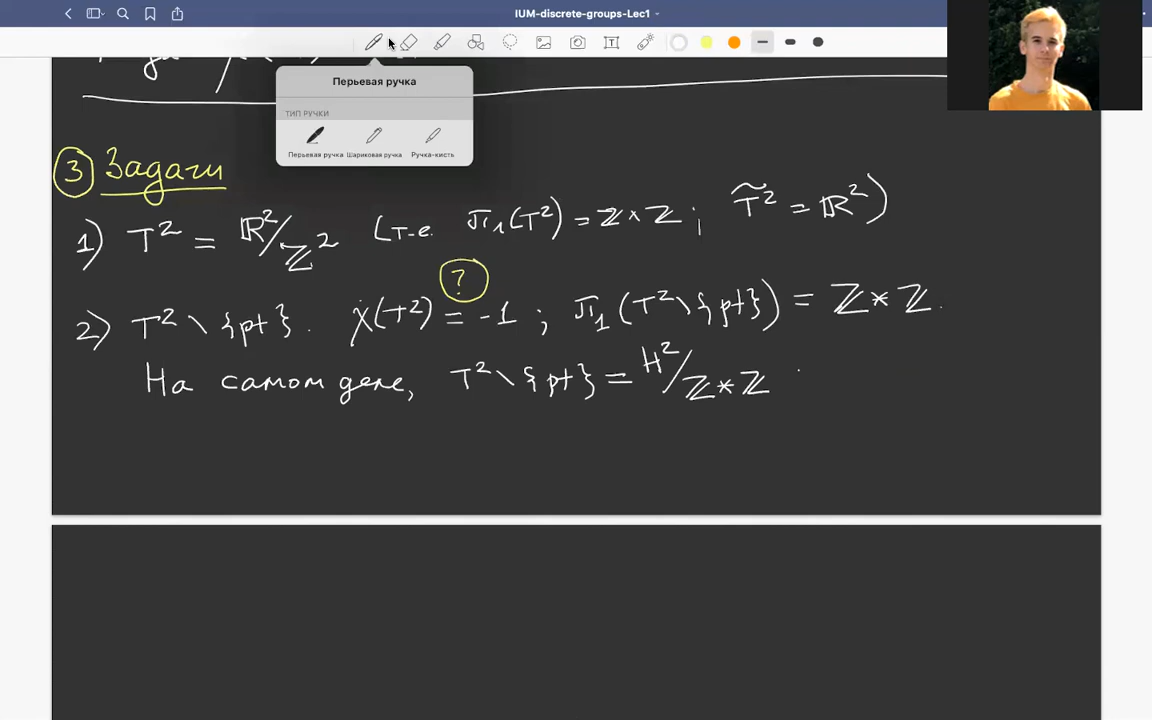 IUM-discrete-groups-Lec1
Перьевая ручка
ТИП РУЧКИ
Перьевая ручка Шариковая ручка Ручка-кисть
③ Задачи
1) T² = ℝ²/ℤ² (т.е. π₁(T²) = ℤ×ℤ; T̃² = ℝ²)
?
2) T² \ {pt}. χ(T²) = -1; π₁(T² \ {pt}) = ℤ * ℤ.
На самом деле, T² \ {pt} = H²/ℤ * ℤ.